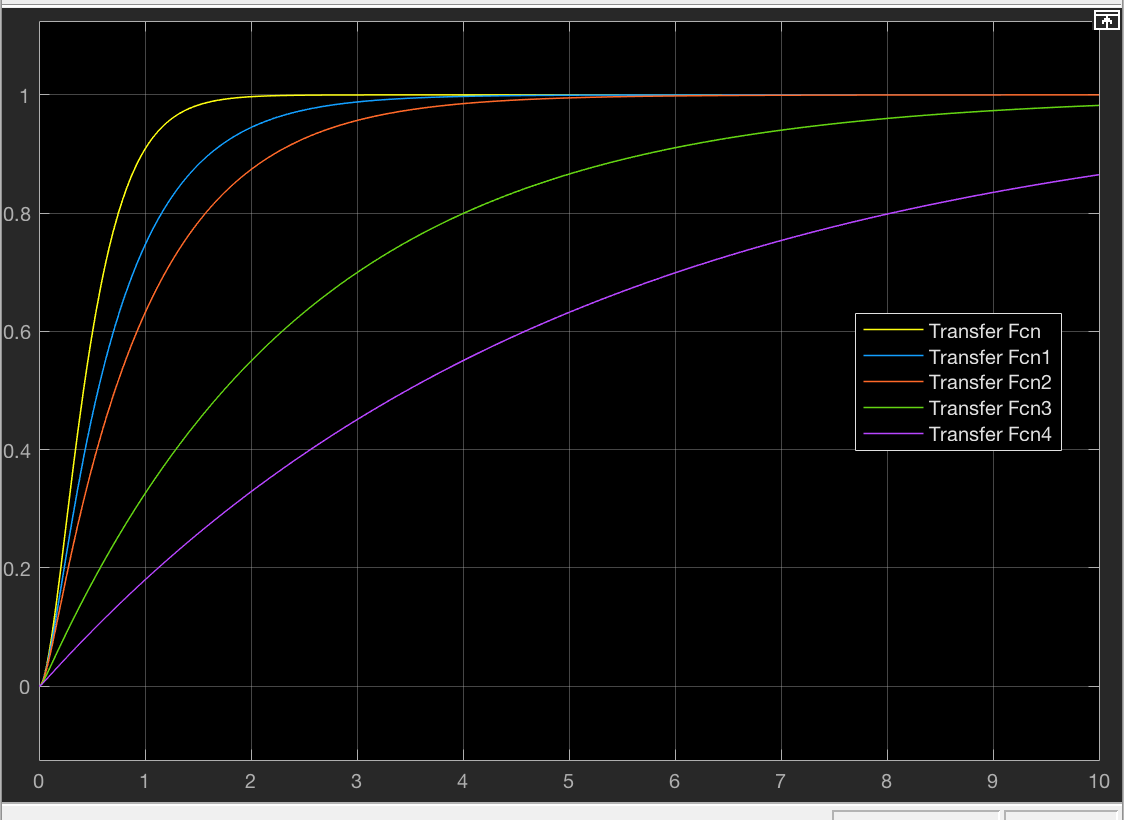 1
0.8
0.6
0.4
0.2
0
0 1 2 3 4 5 6 7 8 9 10
Transfer Fcn
Transfer Fcn1
Transfer Fcn2
Transfer Fcn3
Transfer Fcn4